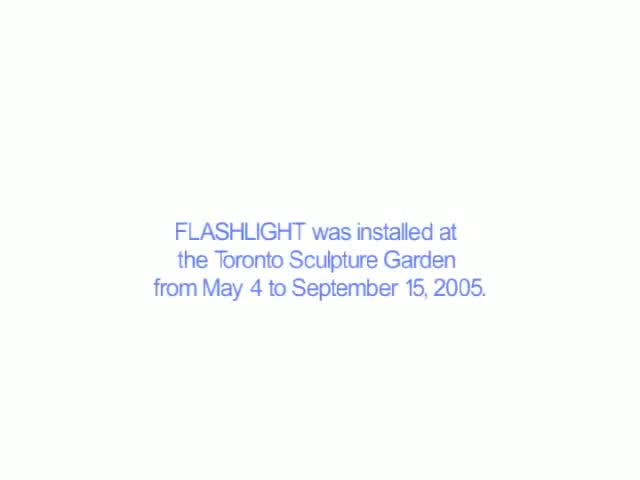 FLASHLIGHT was installed at
the Toronto Sculpture Garden
from May 4 to September 15, 2005.